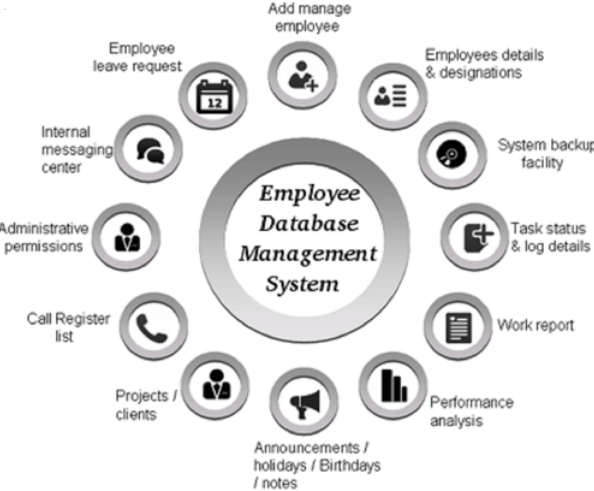 Add manage
employee
Employees details
& designations
System backup
facility
Task status
& log details
Work report
Performance
analysis
Announcements /
holidays / Birthdays
/ notes
Projects /
clients
Call Register
list
Administrative
permissions
Internal
messaging
center
Employee
leave request
12
Employee
Database
Management
System